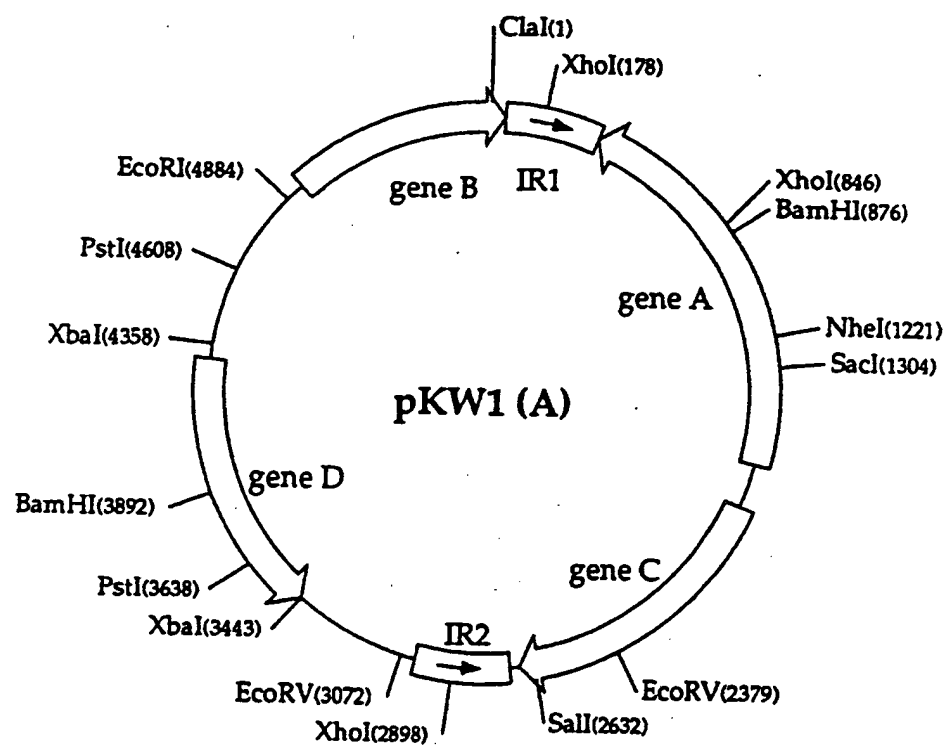 ClaI(1)
XhoI(178)
EcoRI(4884)
gene B
IR1
XhoI(846)
BamHI(876)
PstI(4608)
gene A
XbaI(4358)
NheI(1221)
SacI(1304)
pKW1 (A)
gene D
BamHI(3892)
gene C
PstI(3638)
XbaI(3443)
IR2
EcoRV(3072)
EcoRV(2379)
XhoI(2898)
SalI(2632)